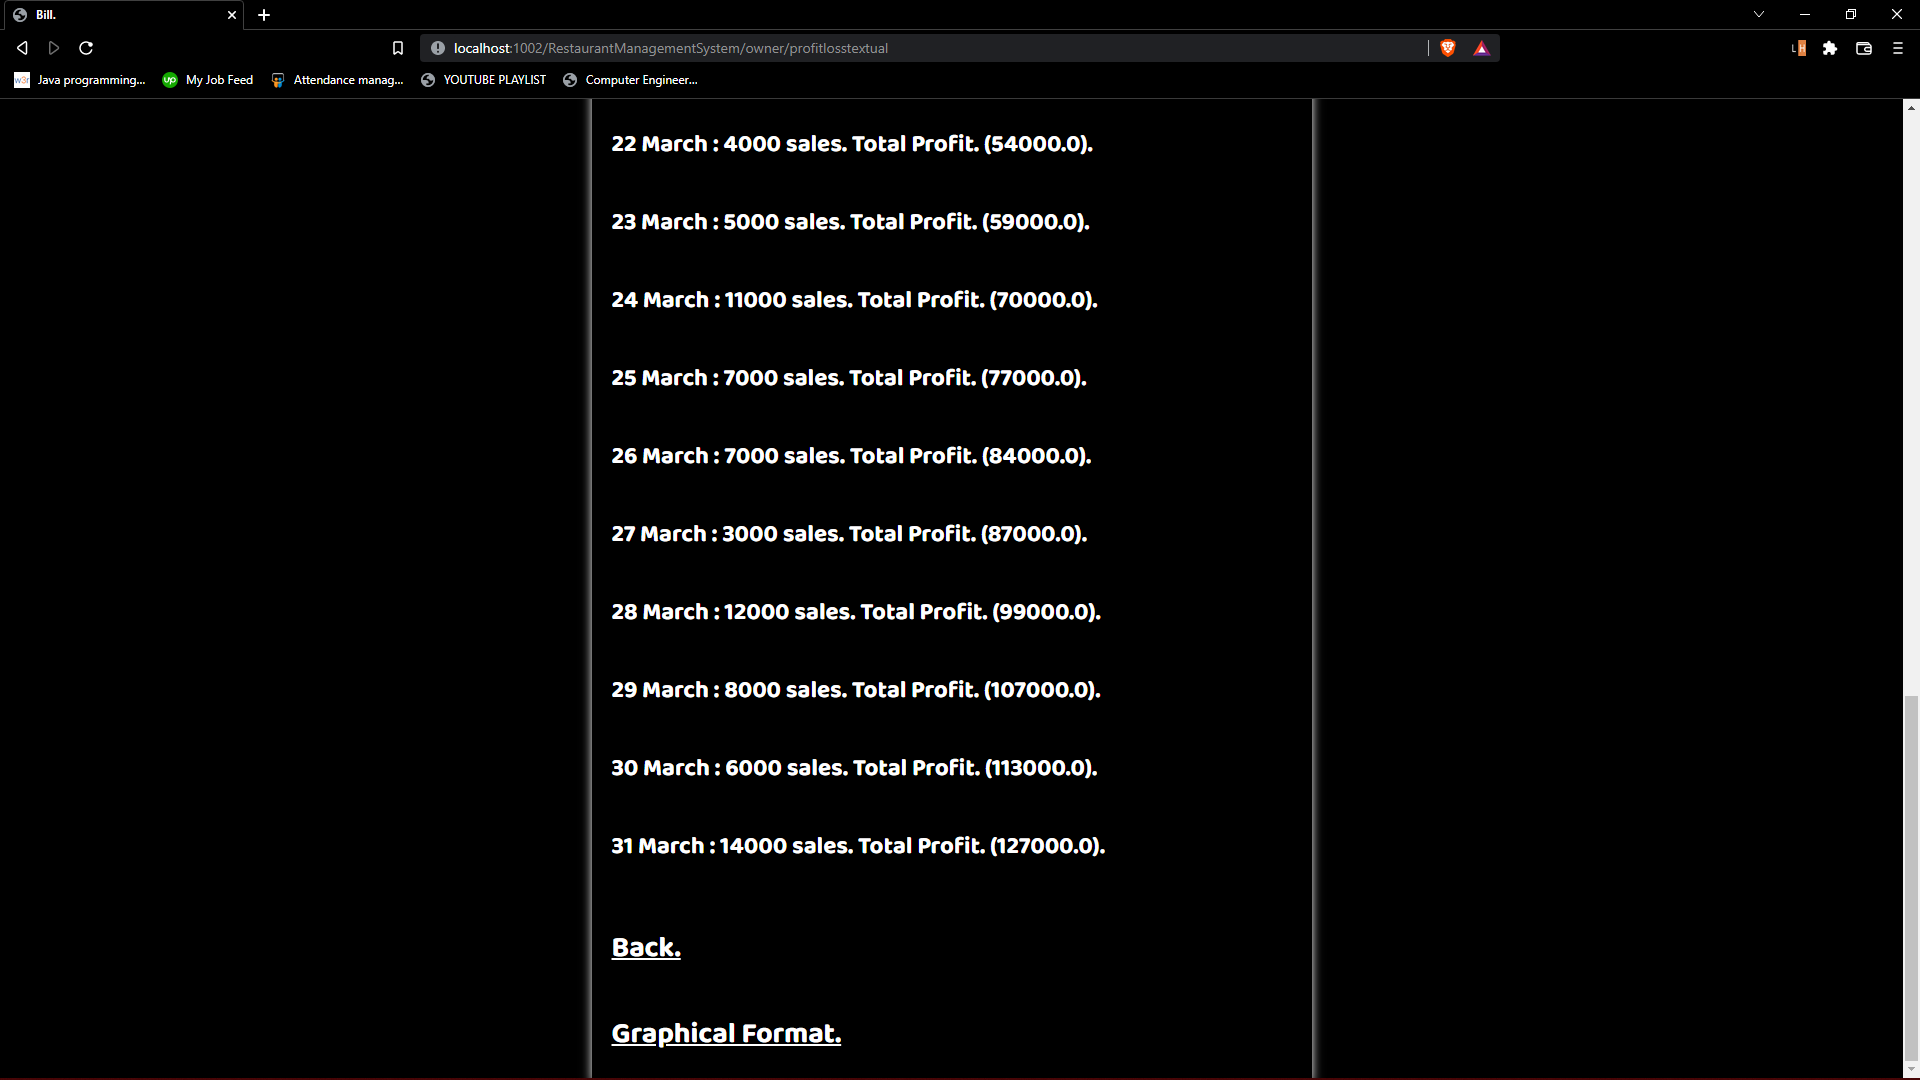 Bill.
localhost:1002/RestaurantManagementSystem/owner/profitlosstextual
Java programming... My Job Feed Attendance manag... YOUTUBE PLAYLIST Computer Engineer...
22 March : 4000 sales. Total Profit. (54000.0).
23 March : 5000 sales. Total Profit. (59000.0).
24 March : 11000 sales. Total Profit. (70000.0).
25 March : 7000 sales. Total Profit. (77000.0).
26 March : 7000 sales. Total Profit. (84000.0).
27 March : 3000 sales. Total Profit. (87000.0).
28 March : 12000 sales. Total Profit. (99000.0).
29 March : 8000 sales. Total Profit. (107000.0).
30 March : 6000 sales. Total Profit. (113000.0).
31 March : 14000 sales. Total Profit. (127000.0).
Back.
Graphical Format.